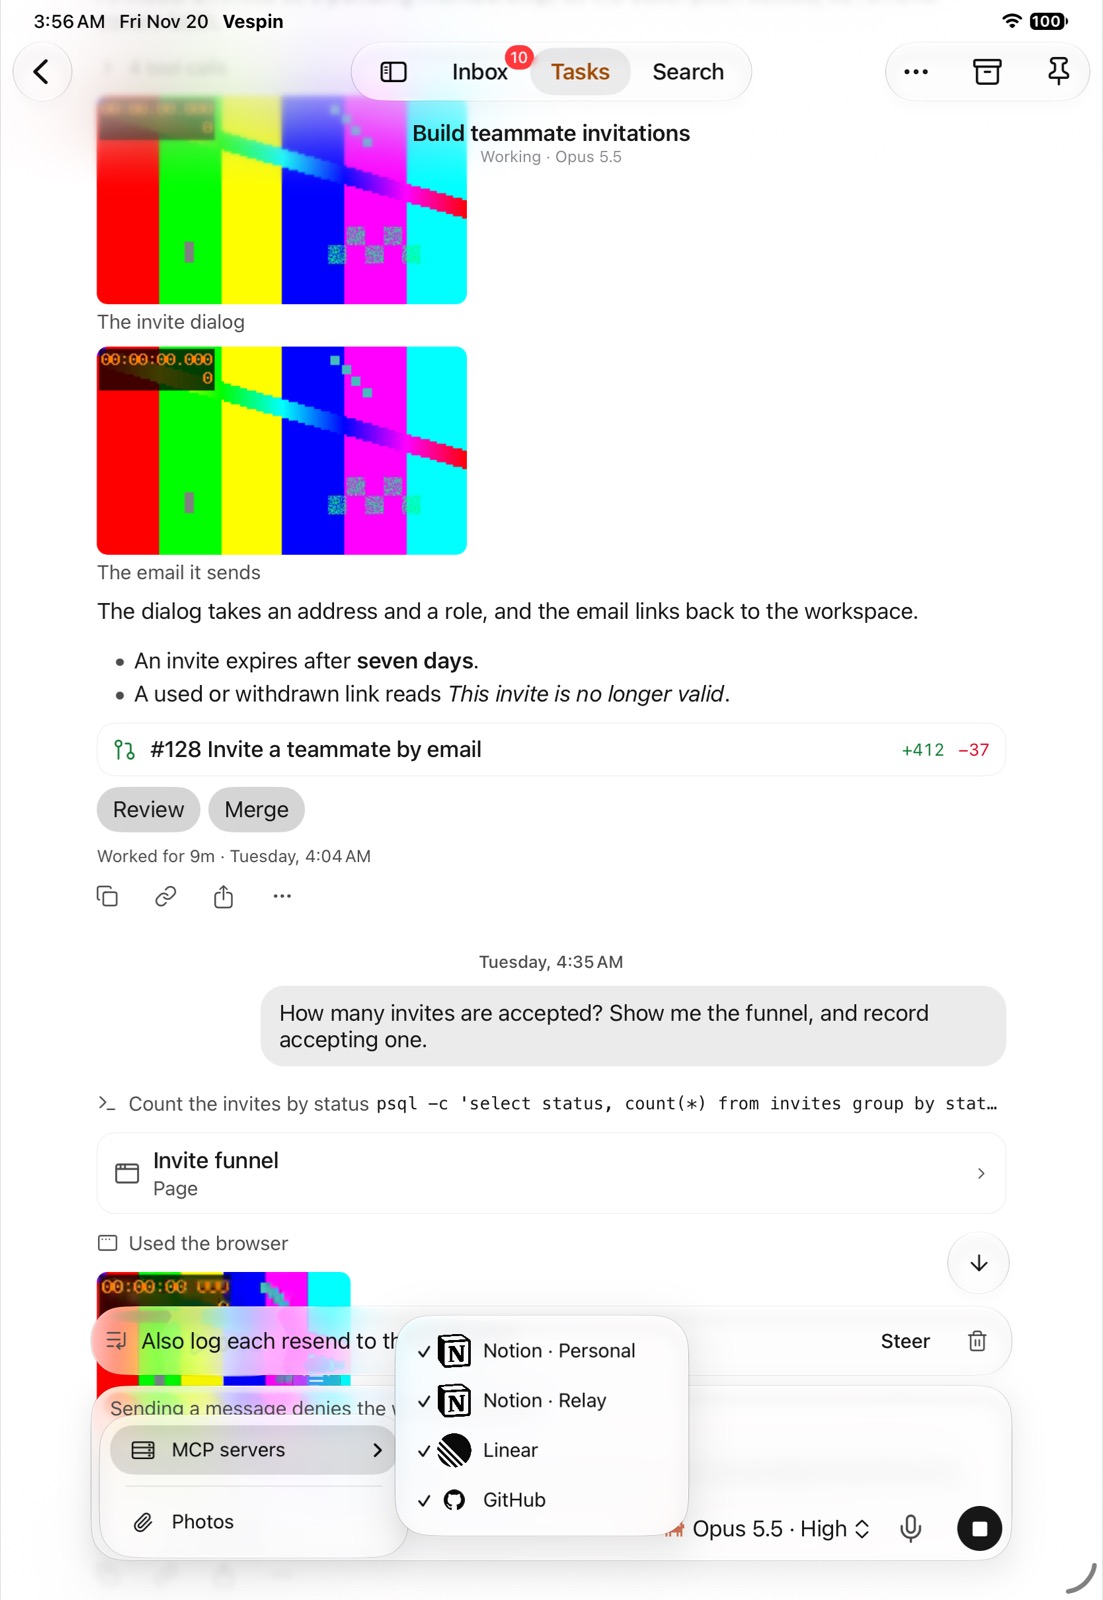 3:56 AM Fri Nov 20 Vespin
100
Inbox 10 Tasks Search
Build teammate invitations
Working · Opus 5.5
The invite dialog
00:00:00.000
0
The email it sends
The dialog takes an address and a role, and the email links back to the workspace.
• An invite expires after seven days.
• A used or withdrawn link reads This invite is no longer valid.
#128 Invite a teammate by email +412 −37
Review Merge
Worked for 9m · Tuesday, 4:04 AM
Tuesday, 4:35 AM
How many invites are accepted? Show me the funnel, and record
accepting one.
Count the invites by status psql -c 'select status, count(*) from invites group by stat…
Invite funnel
Page
Used the browser
Also log each resend to th
Steer
Sending a message denies the
MCP servers
Photos
Notion · Personal
Notion · Relay
Linear
GitHub
Opus 5.5 · High